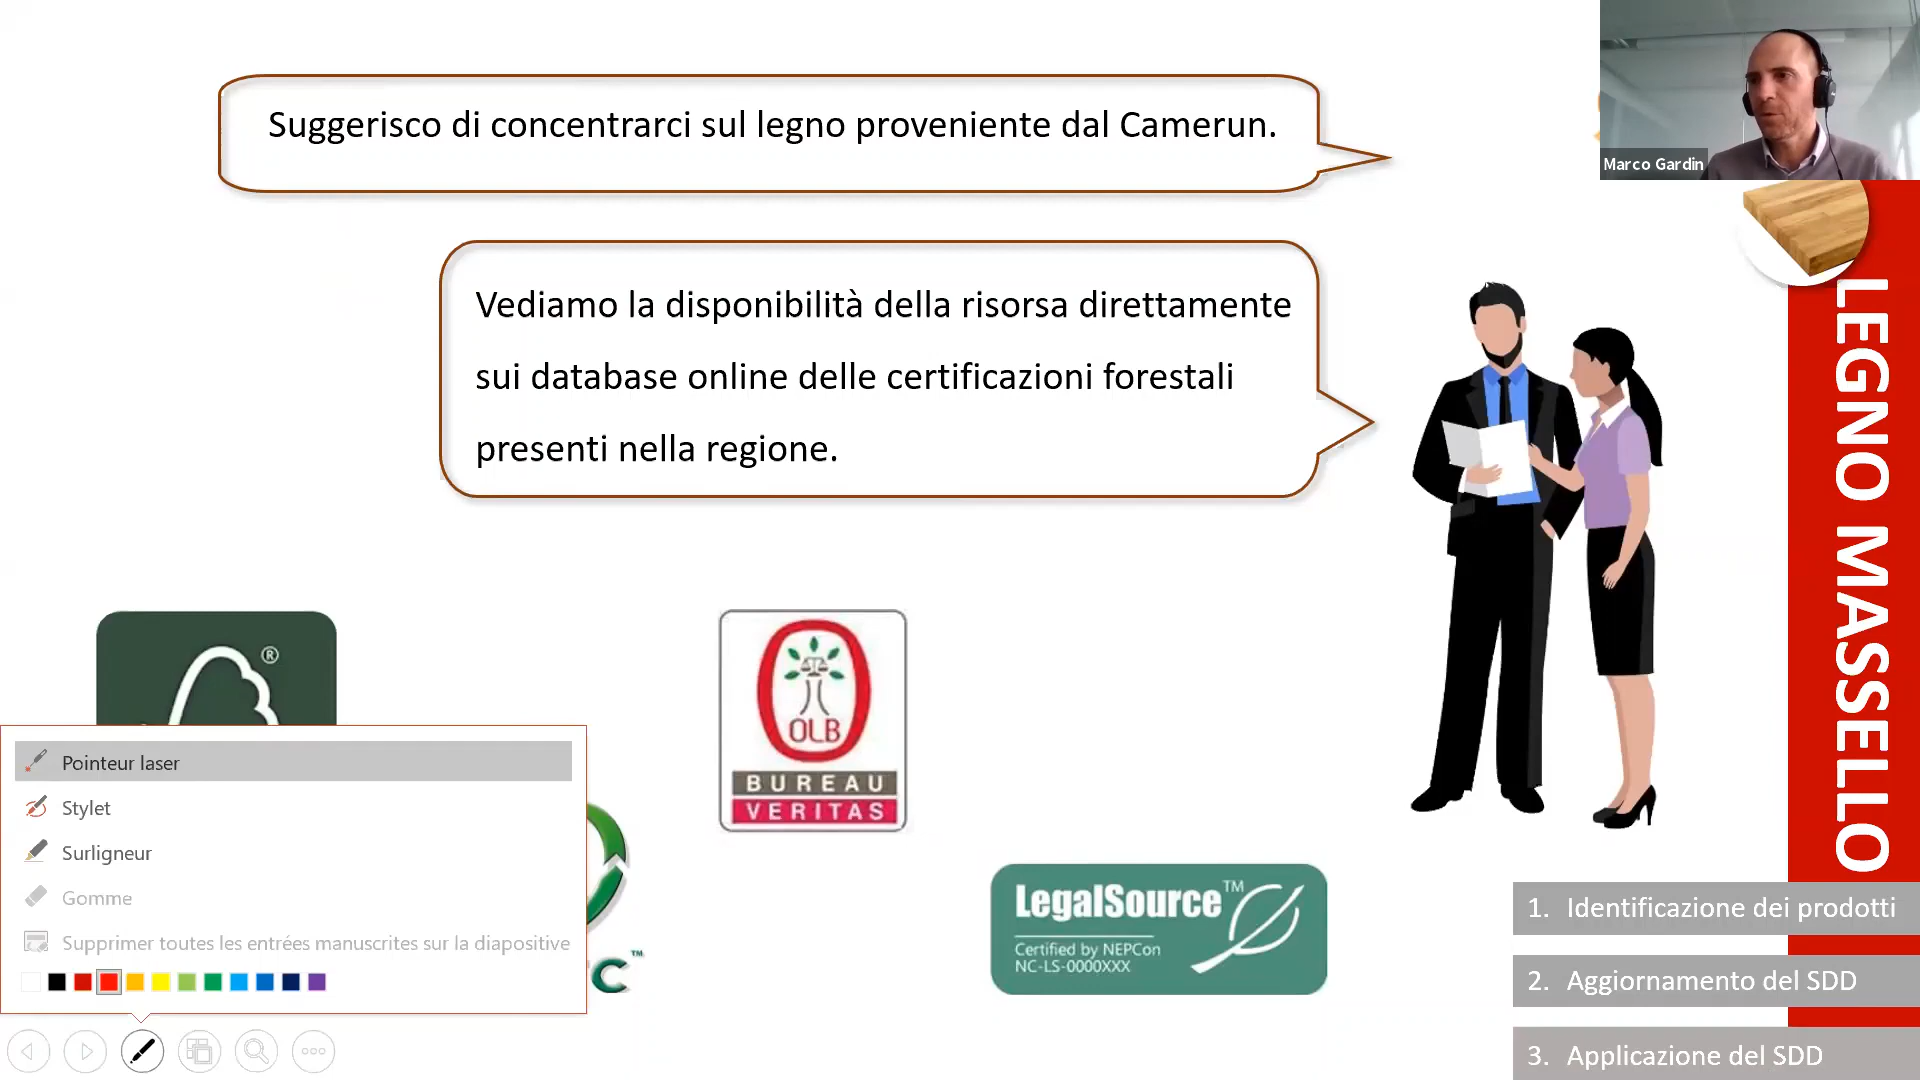 Suggerisco di concentrarci sul legno proveniente dal Camerun.
Marco Gardin
Vediamo la disponibilità della risorsa direttamente
sui database online delle certificazioni forestali
presenti nella regione.
LEGNO MASSELLO
®
OLB
BUREAU
VERITAS
Pointeur laser
Stylet
Surligneur
Gomme
Supprimer toutes les entrées manuscrites sur la diapositive
C™
LegalSource™
Certified by NEPCon
NC-LS-0000XXX
1. Identificazione dei prodotti
2. Aggiornamento del SDD
3. Applicazione del SDD